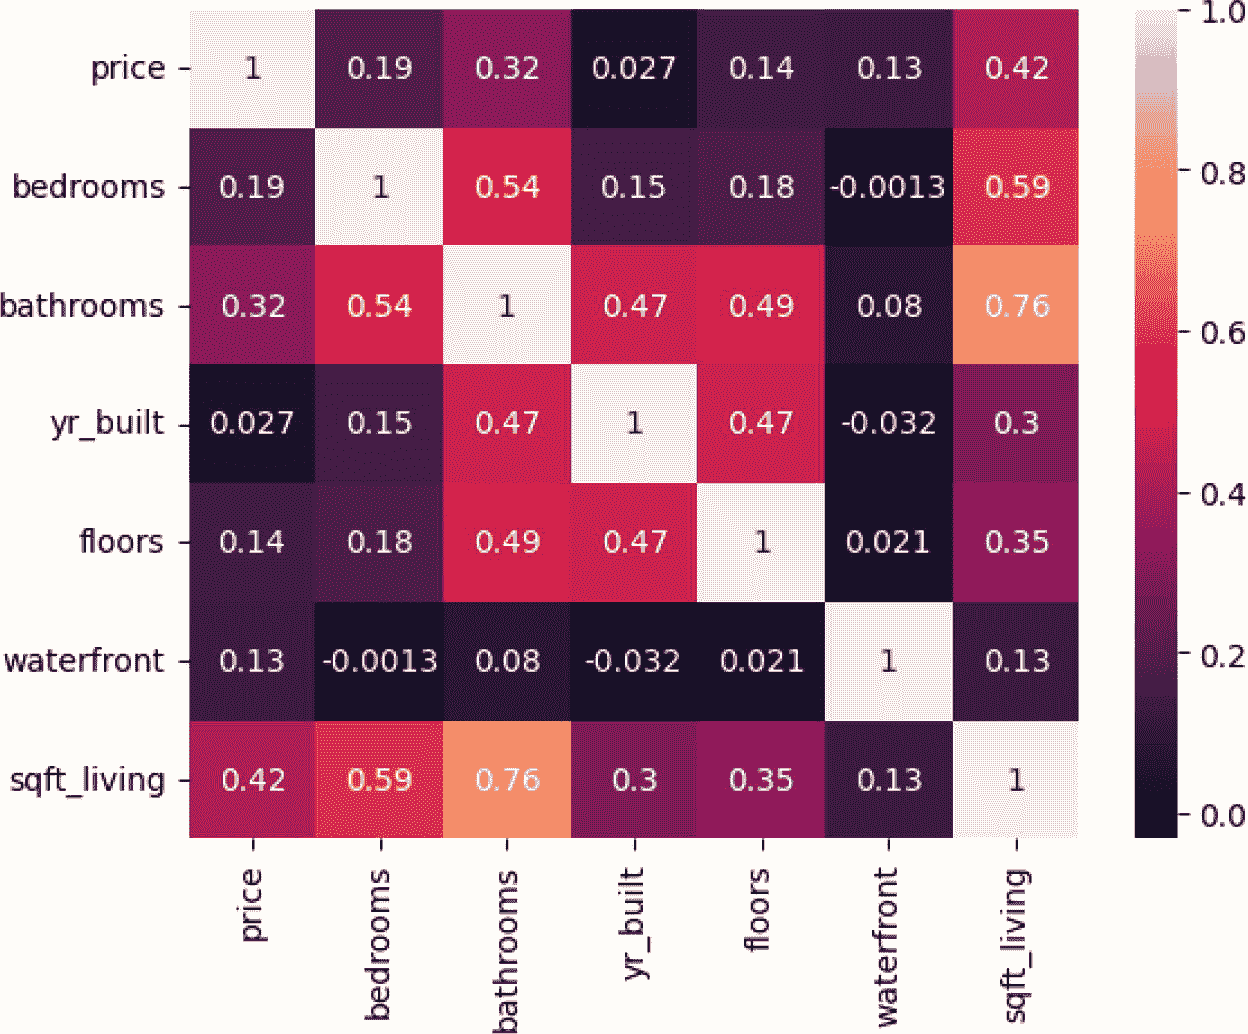 price 1 0.19 0.32 0.027 0.14 0.13 0.42
bedrooms 0.19 1 0.54 0.15 0.18 -0.0013 0.59
bathrooms 0.32 0.54 1 0.47 0.49 0.08 0.76
yr_built 0.027 0.15 0.47 1 0.47 -0.032 0.3
floors 0.14 0.18 0.49 0.47 1 0.021 0.35
waterfront 0.13 -0.0013 0.08 -0.032 0.021 1 0.13
sqft_living 0.42 0.59 0.76 0.3 0.35 0.13 1
price bedrooms bathrooms yr_built floors waterfront sqft_living
1.0
0.8
0.6
0.4
0.2
0.0